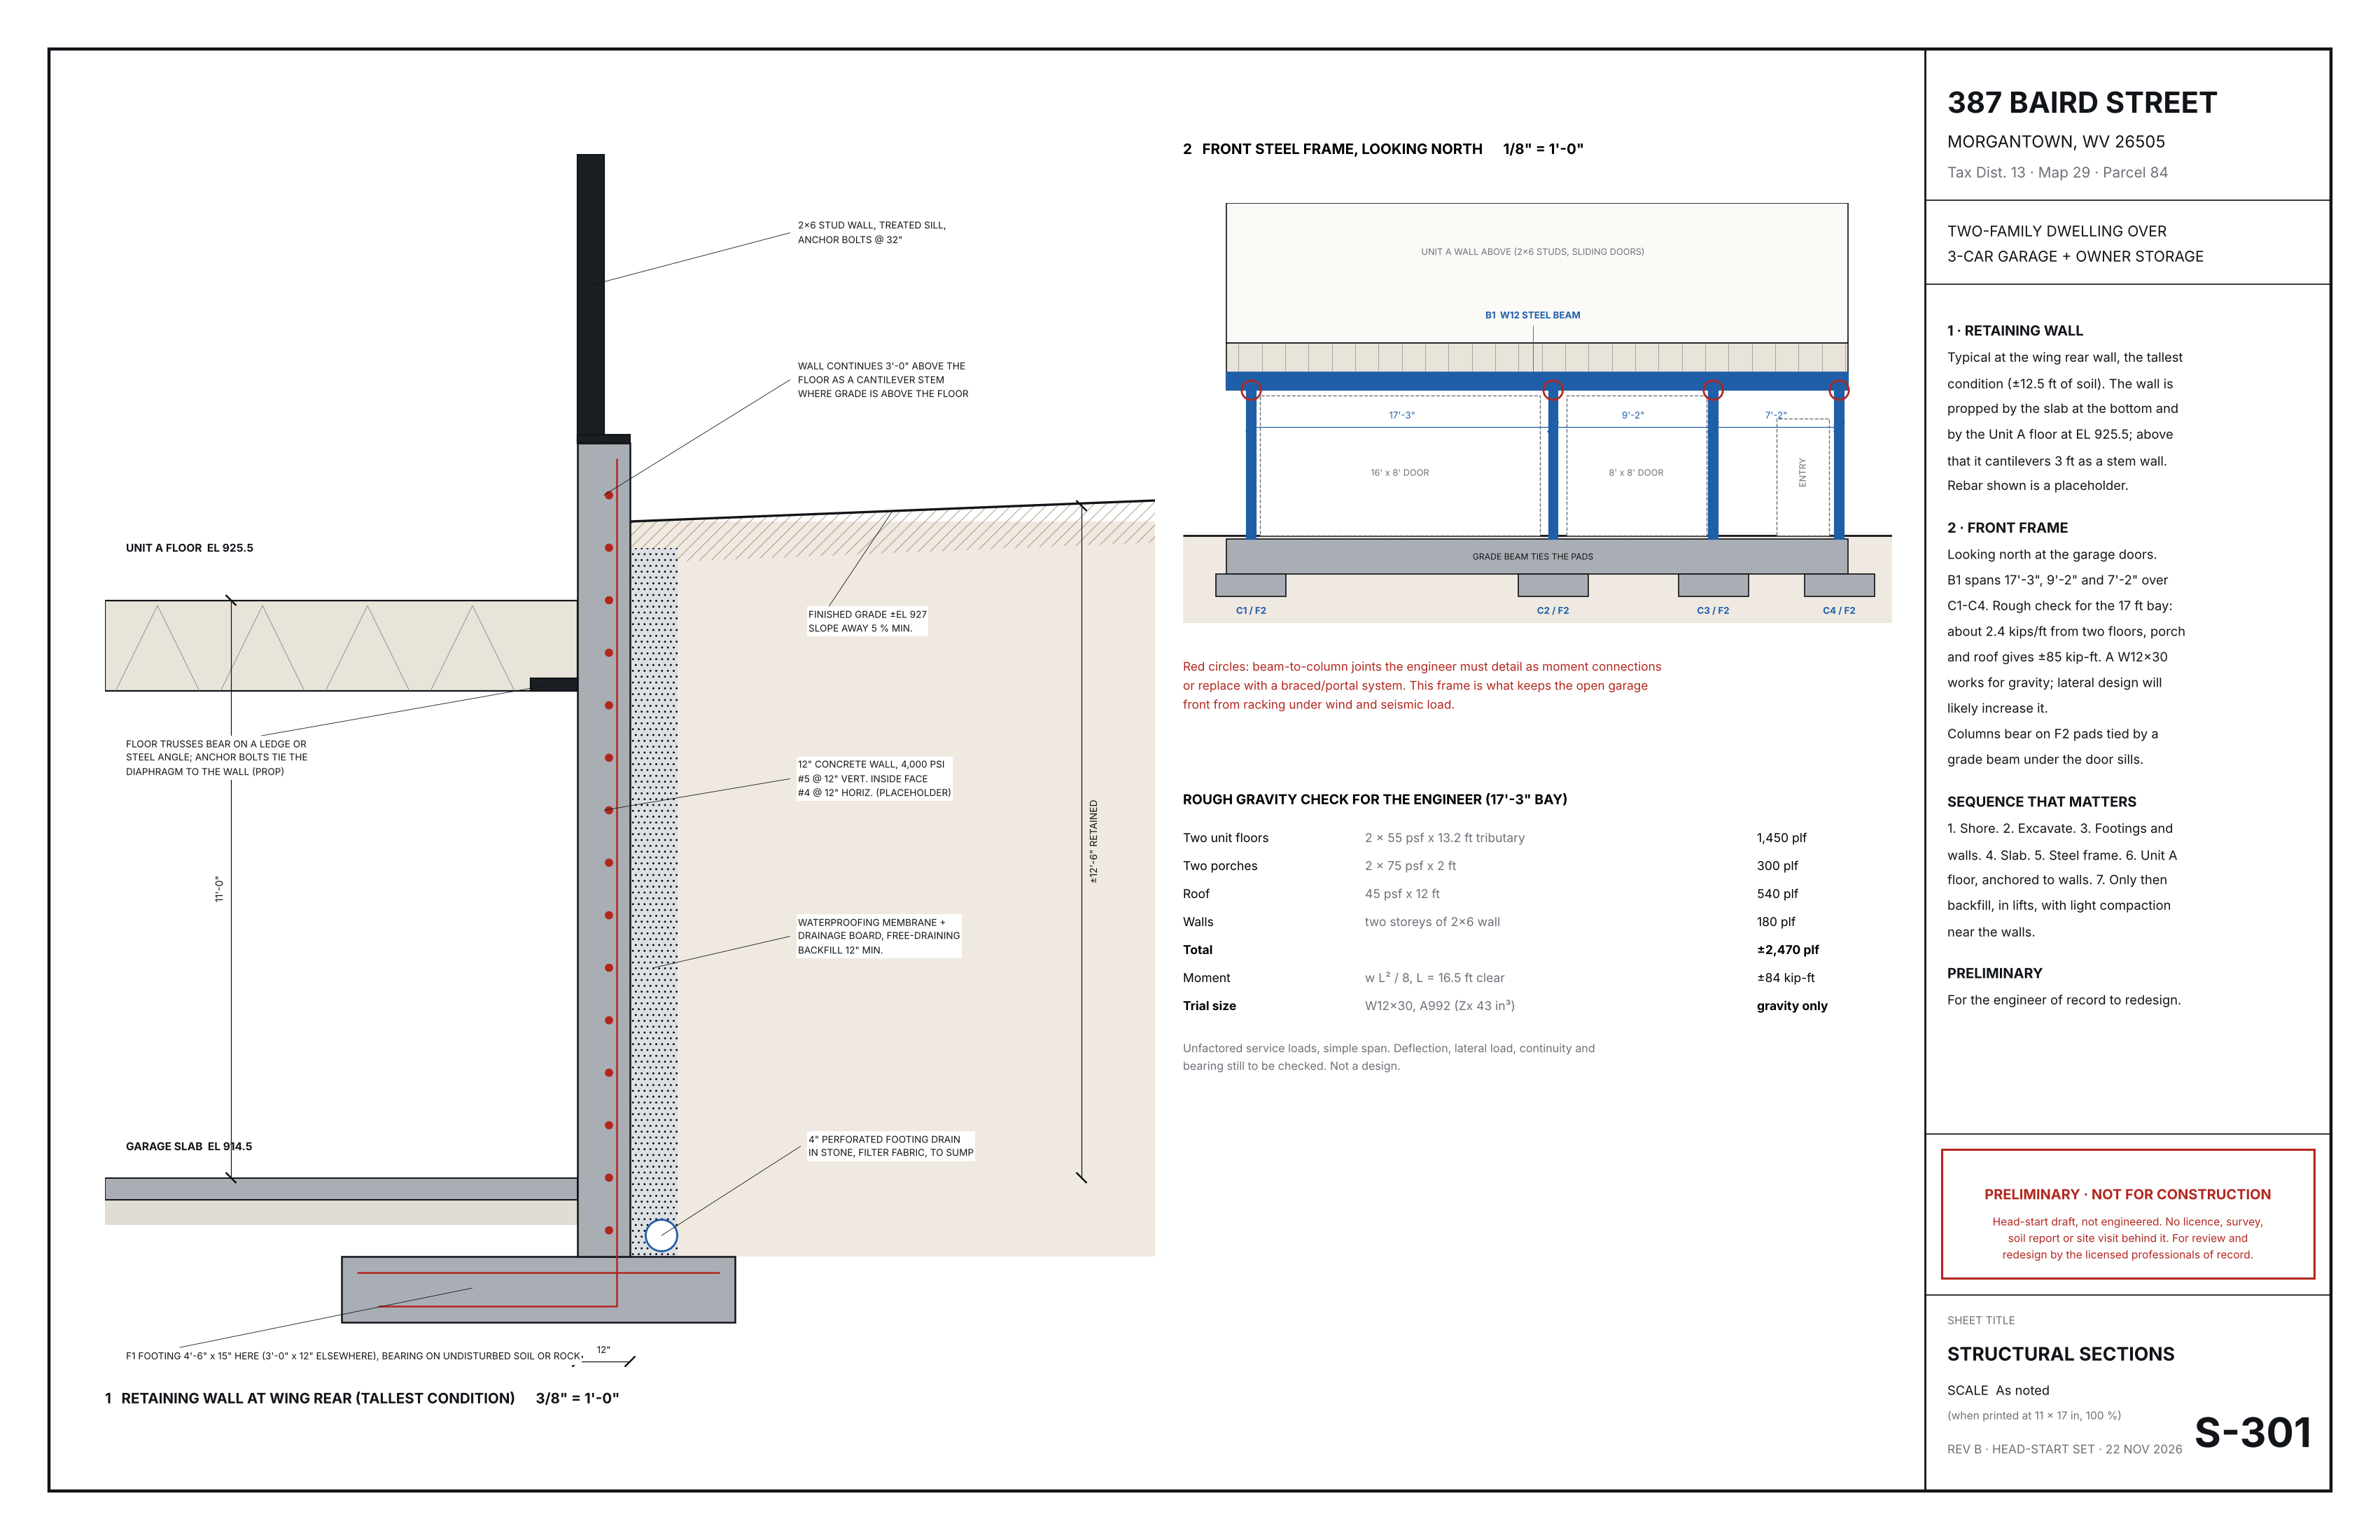 2×6 STUD WALL, TREATED SILL,
ANCHOR BOLTS @ 32"
WALL CONTINUES 3'-0" ABOVE THE
FLOOR AS A CANTILEVER STEM
WHERE GRADE IS ABOVE THE FLOOR
UNIT A FLOOR EL 925.5
FINISHED GRADE ±EL 927
SLOPE AWAY 5 % MIN.
FLOOR TRUSSES BEAR ON A LEDGE OR
STEEL ANGLE; ANCHOR BOLTS TIE THE
DIAPHRAGM TO THE WALL (PROP)
12" CONCRETE WALL, 4,000 PSI
#5 @ 12" VERT. INSIDE FACE
#4 @ 12" HORIZ. (PLACEHOLDER)
11'-0"
±12'-6" RETAINED
WATERPROOFING MEMBRANE +
DRAINAGE BOARD, FREE-DRAINING
BACKFILL 12" MIN.
GARAGE SLAB EL 914.5
4" PERFORATED FOOTING DRAIN
IN STONE, FILTER FABRIC, TO SUMP
F1 FOOTING 4'-6" x 15" HERE (3'-0" x 12" ELSEWHERE), BEARING ON UNDISTURBED SOIL OR ROCK.
12"
1 RETAINING WALL AT WING REAR (TALLEST CONDITION) 3/8" = 1'-0"
2 FRONT STEEL FRAME, LOOKING NORTH 1/8" = 1'-0"
UNIT A WALL ABOVE (2×6 STUDS, SLIDING DOORS)
B1 W12 STEEL BEAM
17'-3"
9'-2"
7'-2"
16' x 8' DOOR
8' x 8' DOOR
ENTRY
GRADE BEAM TIES THE PADS
C1 / F2
C2 / F2
C3 / F2
C4 / F2
Red circles: beam-to-column joints the engineer must detail as moment connections
or replace with a braced/portal system. This frame is what keeps the open garage
front from racking under wind and seismic load.
ROUGH GRAVITY CHECK FOR THE ENGINEER (17'-3" BAY)
Two unit floors 2 × 55 psf x 13.2 ft tributary 1,450 plf
Two porches 2 × 75 psf x 2 ft 300 plf
Roof 45 psf x 12 ft 540 plf
Walls two storeys of 2×6 wall 180 plf
Total ±2,470 plf
Moment w L² / 8, L = 16.5 ft clear ±84 kip-ft
Trial size W12×30, A992 (Zx 43 in³) gravity only
Unfactored service loads, simple span. Deflection, lateral load, continuity and
bearing still to be checked. Not a design.
387 BAIRD STREET
MORGANTOWN, WV 26505
Tax Dist. 13 · Map 29 · Parcel 84
TWO-FAMILY DWELLING OVER
3-CAR GARAGE + OWNER STORAGE
1 · RETAINING WALL
Typical at the wing rear wall, the tallest
condition (±12.5 ft of soil). The wall is
propped by the slab at the bottom and
by the Unit A floor at EL 925.5; above
that it cantilevers 3 ft as a stem wall.
Rebar shown is a placeholder.
2 · FRONT FRAME
Looking north at the garage doors.
B1 spans 17'-3", 9'-2" and 7'-2" over
C1-C4. Rough check for the 17 ft bay:
about 2.4 kips/ft from two floors, porch
and roof gives ±85 kip-ft. A W12×30
works for gravity; lateral design will
likely increase it.
Columns bear on F2 pads tied by a
grade beam under the door sills.
SEQUENCE THAT MATTERS
1. Shore. 2. Excavate. 3. Footings and
walls. 4. Slab. 5. Steel frame. 6. Unit A
floor, anchored to walls. 7. Only then
backfill, in lifts, with light compaction
near the walls.
PRELIMINARY
For the engineer of record to redesign.
PRELIMINARY · NOT FOR CONSTRUCTION
Head-start draft, not engineered. No licence, survey,
soil report or site visit behind it. For review and
redesign by the licensed professionals of record.
SHEET TITLE
STRUCTURAL SECTIONS
SCALE As noted
(when printed at 11 × 17 in, 100 %)
REV B · HEAD-START SET · 22 NOV 2026
S-301